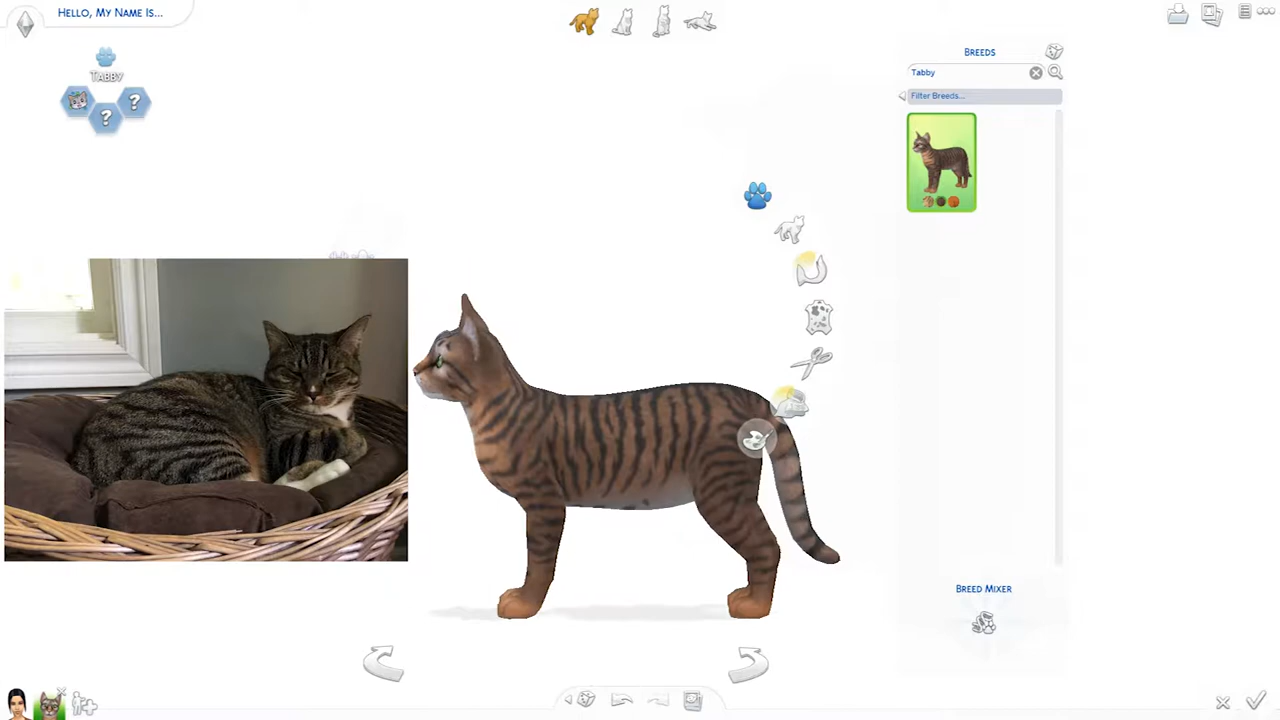 Hello, My Name Is...
Tabby
?
?
Breeds
Tabby
Filter Breeds...
Breed Mixer